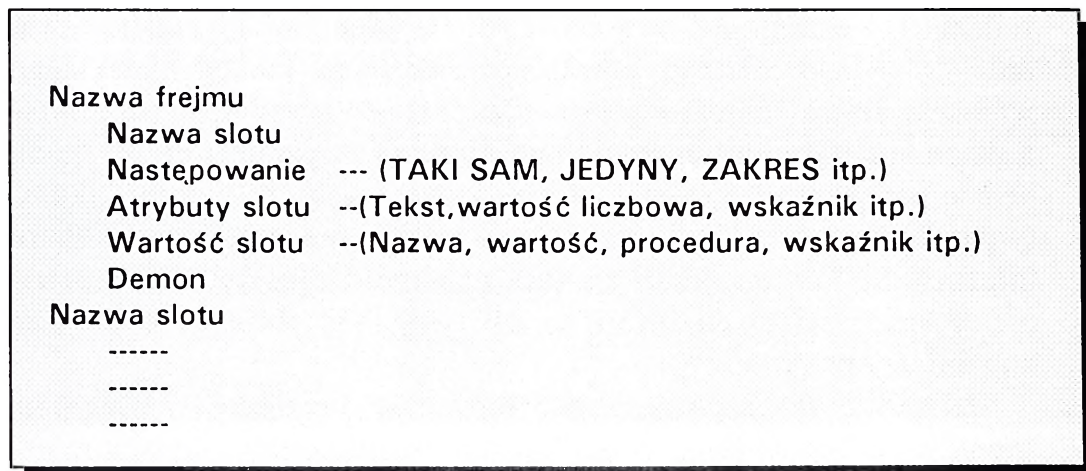 Nazwa frejmu
Nazwa slotu
Następowanie --- (TAKI SAM, JEDYNY, ZAKRES itp.)
Atrybuty slotu --(Tekst,wartość liczbowa, wskaźnik itp.)
Wartość slotu --(Nazwa, wartość, procedura, wskaźnik itp.)
Demon
Nazwa slotu
------
------
------